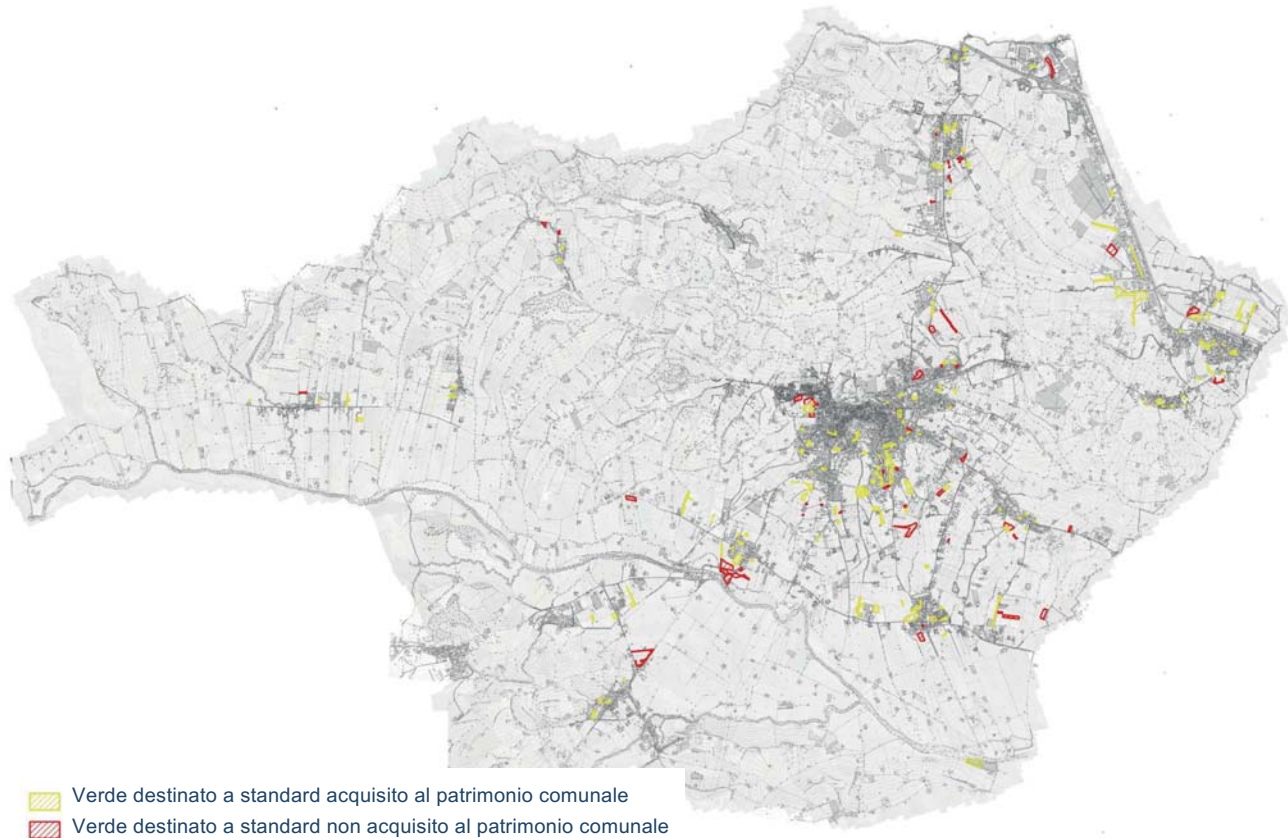 Verde destinato a standard acquisito al patrimonio comunale
Verde destinato a standard non acquisito al patrimonio comunale